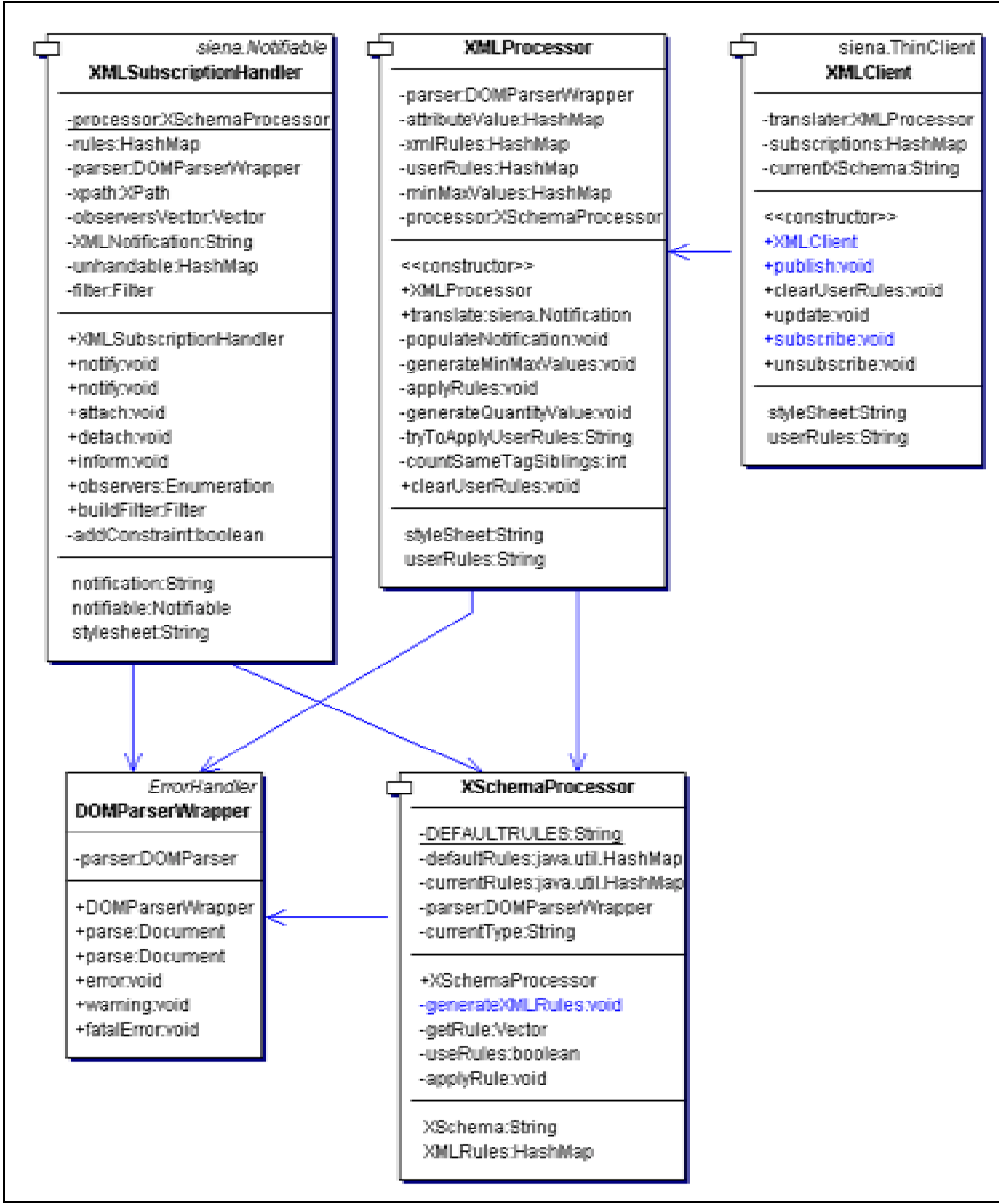 siena.Notifiable
XMLSubscriptionHandler
-processor:XSchemaProcessor
-rules:HashMap
-parser:DOMParserWrapper
-xpath:XPath
-observersVector:Vector
-XMLNotification:String
-unhandable:HashMap
-filter:Filter
+XMLSubscriptionHandler
+notify:void
+notify:void
+attach:void
+detach:void
+inform:void
+observers:Enumeration
+buildFilter:Filter
-addConstraint:boolean
notification:String
notifiable:Notifiable
stylesheet:String
XMLProcessor
-parser:DOMParserWrapper
-attributeValue:HashMap
-xmlRules:HashMap
-userRules:HashMap
-minMaxValues:HashMap
-processor:XSchemaProcessor
<<constructor>>
+XMLProcessor
+translate:siena.Notification
-populateNotification:void
-generateMinMaxValues:void
-applyRules:void
-generateQuantityValue:void
-tryToApplyUserRules:String
-countSameTagSiblings:int
+clearUserRules:void
styleSheet:String
userRules:String
siena.ThinClient
XMLClient
-translater:XMLProcessor
-subscriptions:HashMap
-currentXSchema:String
<<constructor>>
+XMLClient
+publish:void
+clearUserRules:void
+update:void
+subscribe:void
+unsubscribe:void
styleSheet:String
userRules:String
ErrorHandler
DOMParserWrapper
-parser:DOMParser
+DOMParserWrapper
+parse:Document
+parse:Document
+error:void
+warning:void
+fatalError:void
XSchemaProcessor
-DEFAULTRULES:String
-defaultRules:java.util.HashMap
-currentRules:java.util.HashMap
-parser:DOMParserWrapper
-currentType:String
+XSchemaProcessor
-generateXMLRules:void
-getRule:Vector
-useRules:boolean
-applyRule:void
XSchema:String
XMLRules:HashMap